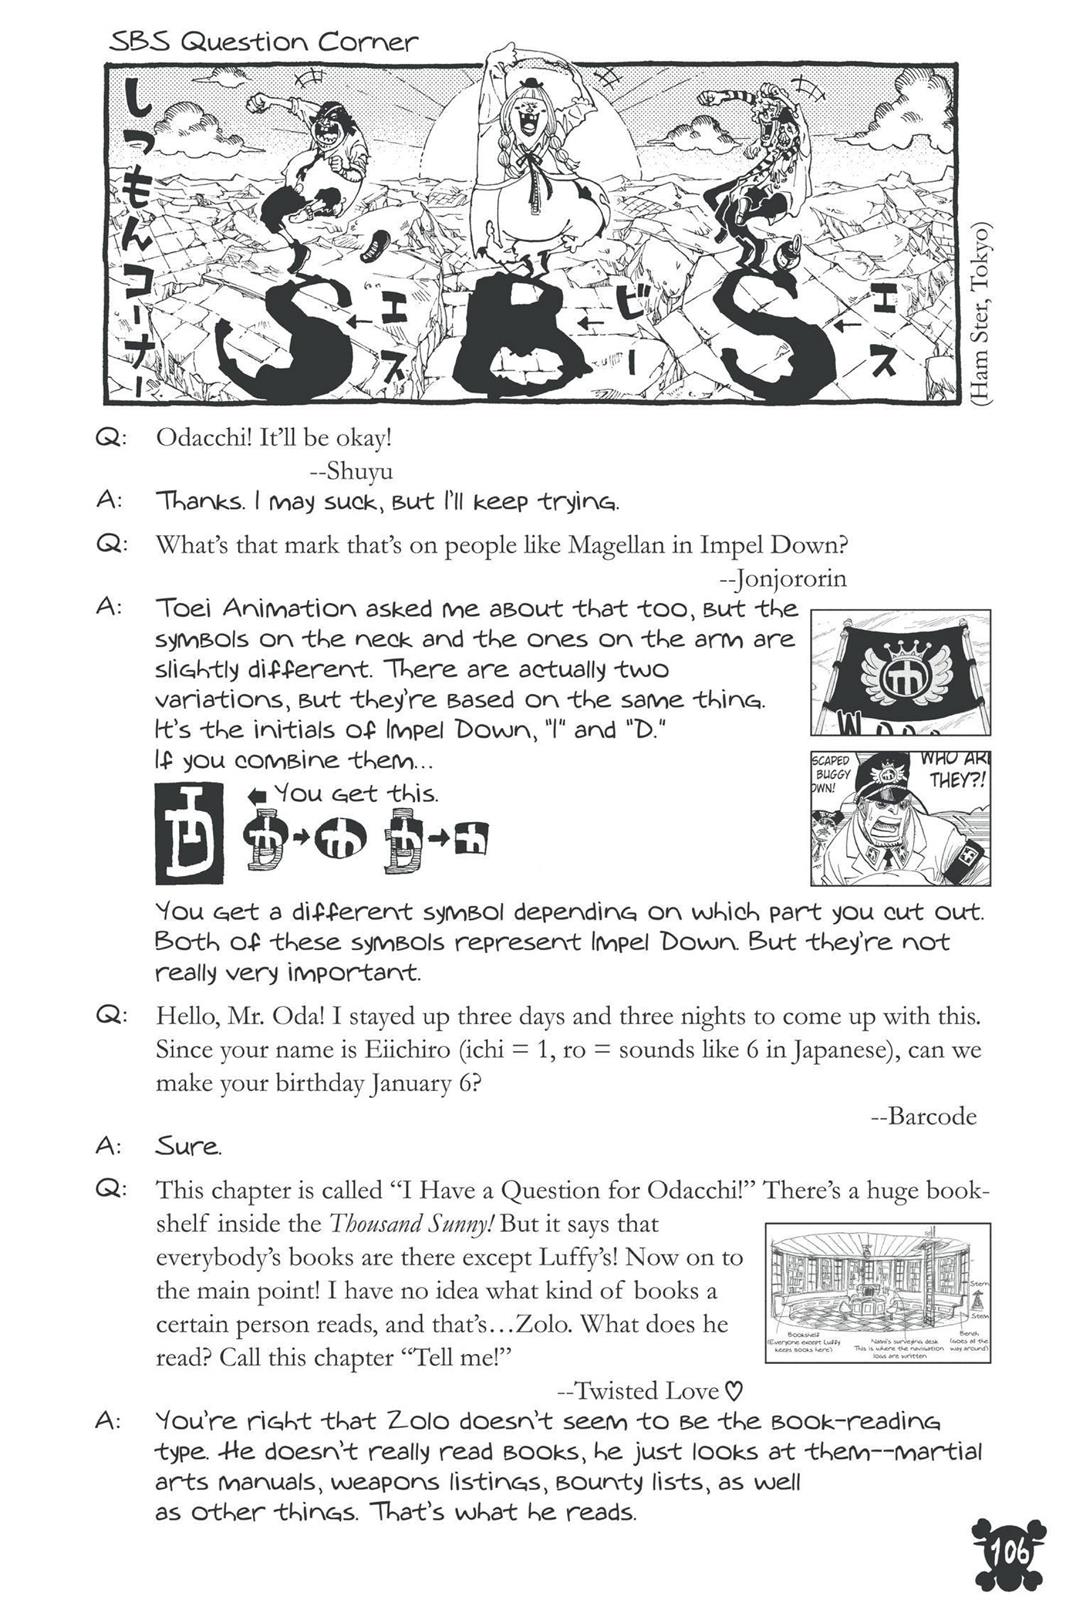 SBS Question Corner
しつもんコーナー
S
エス
B
ビー
S
エス
(Ham Ster, Tokyo)
Q: Odacchi! It'll be okay!
--Shuyu
A: Thanks. I may suck, but I'll keep trying.
Q: What's that mark that's on people like Magellan in Impel Down?
--Jonjororin
A: Toei Animation asked me about that too, but the
symbols on the neck and the ones on the arm are
slightly different. There are actually two
variations, but they're based on the same thing.
It's the initials of Impel Down, "I" and "D."
If you combine them...
You get this.
SCAPED
BUGGY
OWN!
WHO ARE
THEY?!
You get a different symbol depending on which part you cut out.
Both of these symbols represent Impel Down. But they're not
really very important.
Q: Hello, Mr. Oda! I stayed up three days and three nights to come up with this.
Since your name is Eiichiro (ichi = 1, ro = sounds like 6 in Japanese), can we
make your birthday January 6?
--Barcode
A: Sure.
Q: This chapter is called “I Have a Question for Odacchi!” There's a huge book-
shelf inside the Thousand Sunny! But it says that
everybody's books are there except Luffy's! Now on to
the main point! I have no idea what kind of books a
certain person reads, and that's…Zolo. What does he
read? Call this chapter “Tell me!”
--Twisted Love♡
Stern
Stem
Bookshelf
(Everyone except Luffy
keeps books here)
Nami's surveying desk
This is where the navigation
logs are written
Bench
(Goes all the
way around)
A: You're right that Zolo doesn't seem to be the book-reading
type. He doesn't really read books, he just looks at them--martial
arts manuals, weapons listings, bounty lists, as well
as other things. That's what he reads.
106